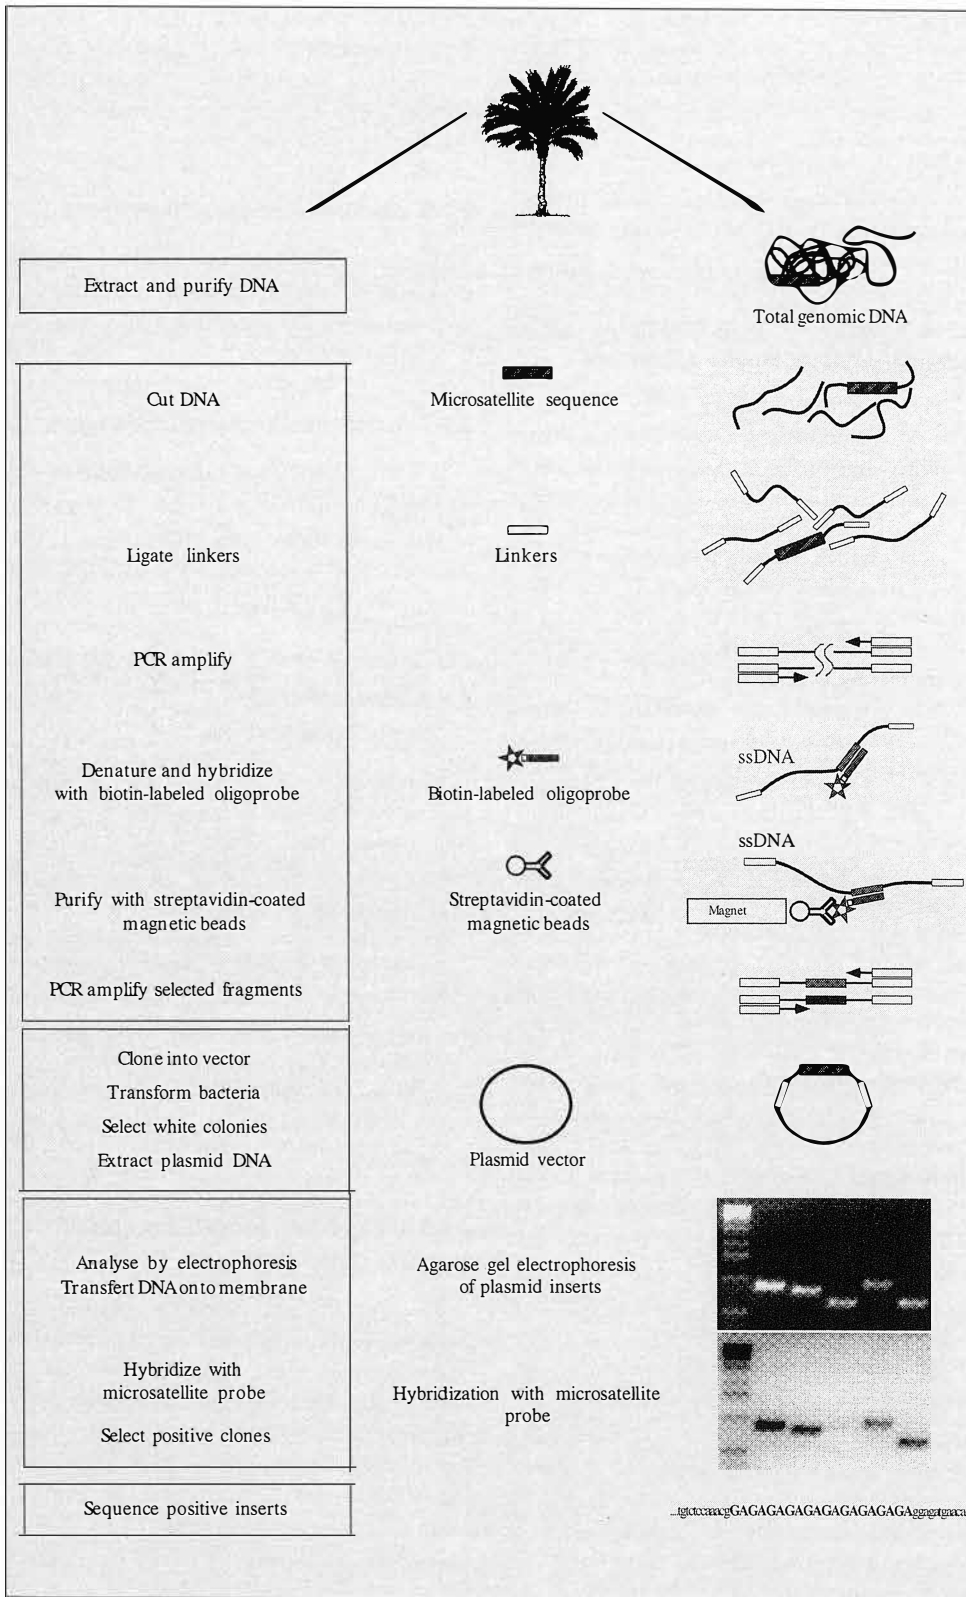 Extract and purify DNA
Total genomic DNA
Cut DNA
Microsatellite sequence
Ligate linkers
Linkers
PCR amplify
Denature and hybridize
with biotin-labeled oligoprobe
Biotin-labeled oligoprobe
ssDNA
ssDNA
Purify with streptavidin-coated
magnetic beads
Streptavidin-coated
magnetic beads
Magnet
PCR amplify selected fragments
Clone into vector
Transform bacteria
Select white colonies
Extract plasmid DNA
Plasmid vector
Analyse by electrophoresis
Transfert DNA onto membrane
Agarose gel electrophoresis
of plasmid inserts
Hybridize with
microsatellite probe
Select positive clones
Hybridization with microsatellite
probe
Sequence positive inserts
...tgtctccaaacgGAGAGAGAGAGAGAGAGAGAGAggagatgaaca